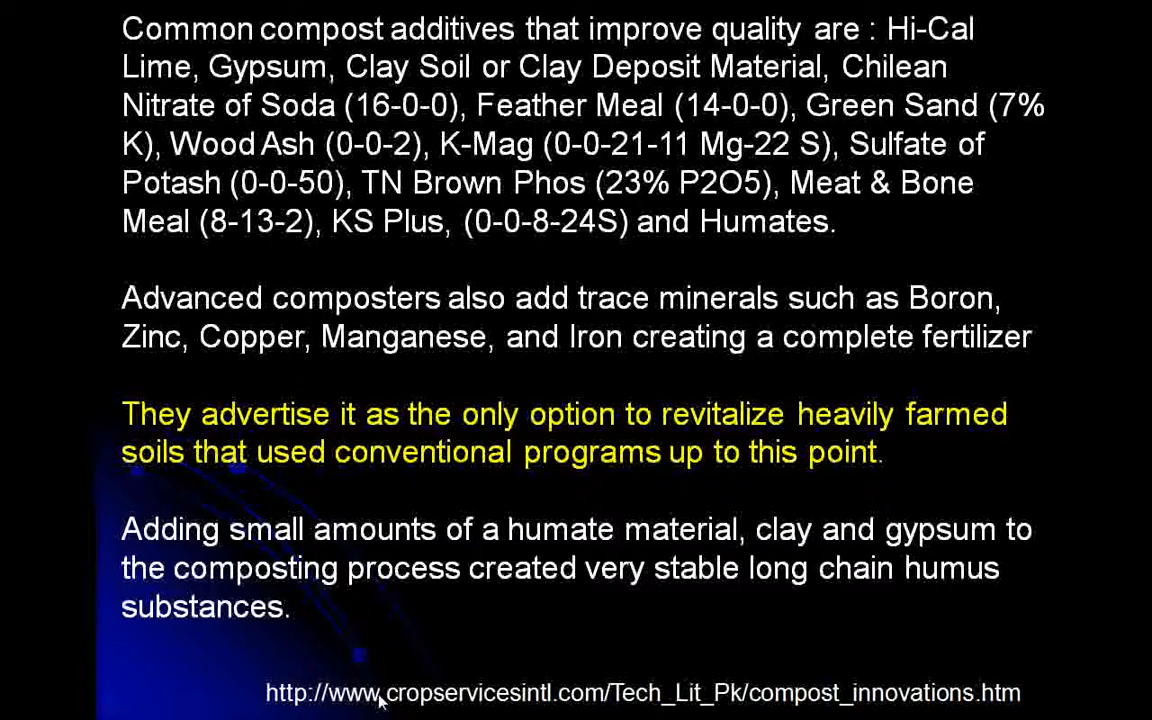 Common compost additives that improve quality are : Hi-Cal
Lime, Gypsum, Clay Soil or Clay Deposit Material, Chilean
Nitrate of Soda (16-0-0), Feather Meal (14-0-0), Green Sand (7%
K), Wood Ash (0-0-2), K-Mag (0-0-21-11 Mg-22 S), Sulfate of
Potash (0-0-50), TN Brown Phos (23% P2O5), Meat & Bone
Meal (8-13-2), KS Plus, (0-0-8-24S) and Humates.
Advanced composters also add trace minerals such as Boron,
Zinc, Copper, Manganese, and Iron creating a complete fertilizer
They advertise it as the only option to revitalize heavily farmed
soils that used conventional programs up to this point.
Adding small amounts of a humate material, clay and gypsum to
the composting process created very stable long chain humus
substances.
http://www.cropservicesintl.com/Tech_Lit_Pk/compost_innovations.htm